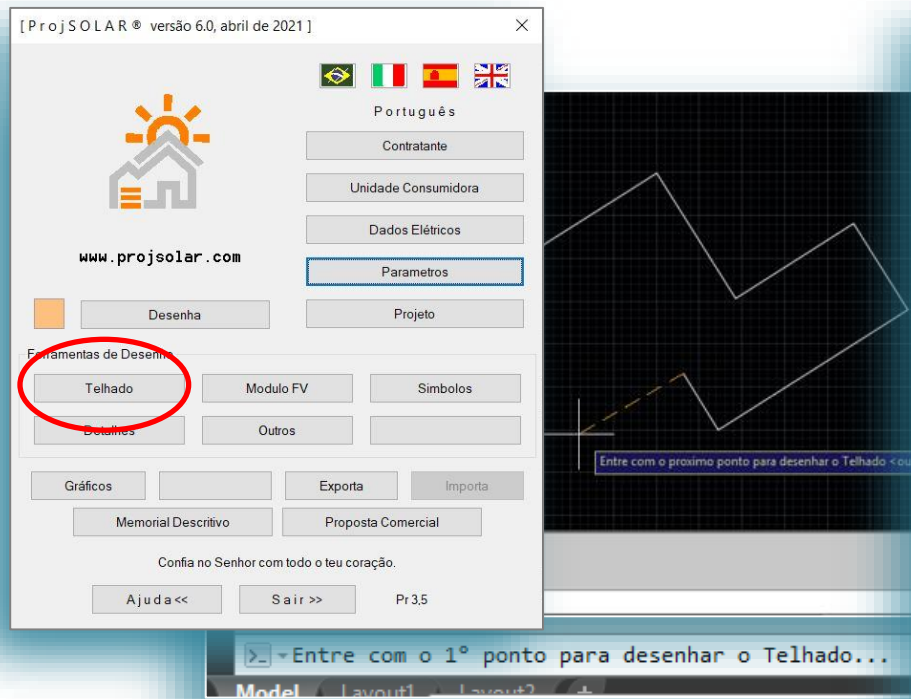 [ P r o j S O L A R ® versão 6.0, abril de 2021 ]
P o r t u g u ê s
Contratante
Unidade Consumidora
Dados Elétricos
www.projsolar.com
Parametros
Desenha
Projeto
Ferramentas de Desenho
Telhado
Modulo FV
Simbolos
Detalhes
Outros
Gráficos
Exporta
Importa
Memorial Descritivo
Proposta Comercial
Confia no Senhor com todo o teu coração.
A j u d a <<
S a i r >>
Pr 3,5
Entre com o proximo ponto para desenhar o Telhado <ou
Entre com o 1° ponto para desenhar o Telhado...
Model
Layout1
Layout2